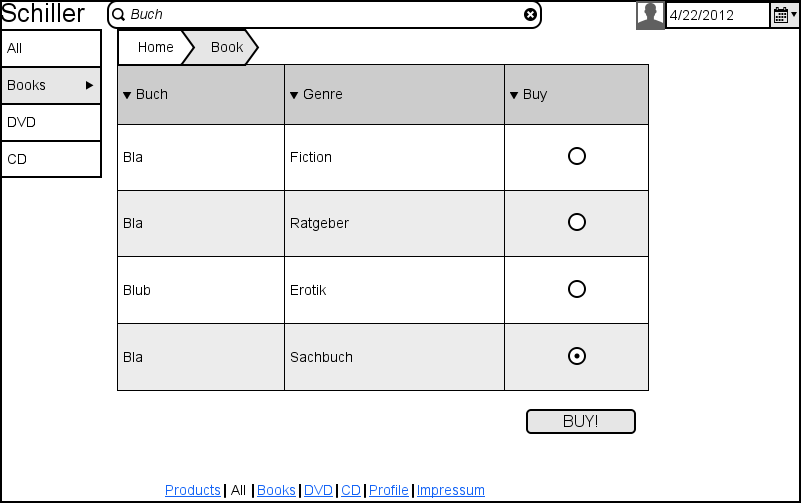 Schiller
Buch
4/22/2012
All
Books
DVD
CD
Home Book
Buch Genre Buy
Bla Fiction
Bla Ratgeber
Blub Erotik
Bla Sachbuch
BUY!
Products | All | Books | DVD | CD | Profile | Impressum